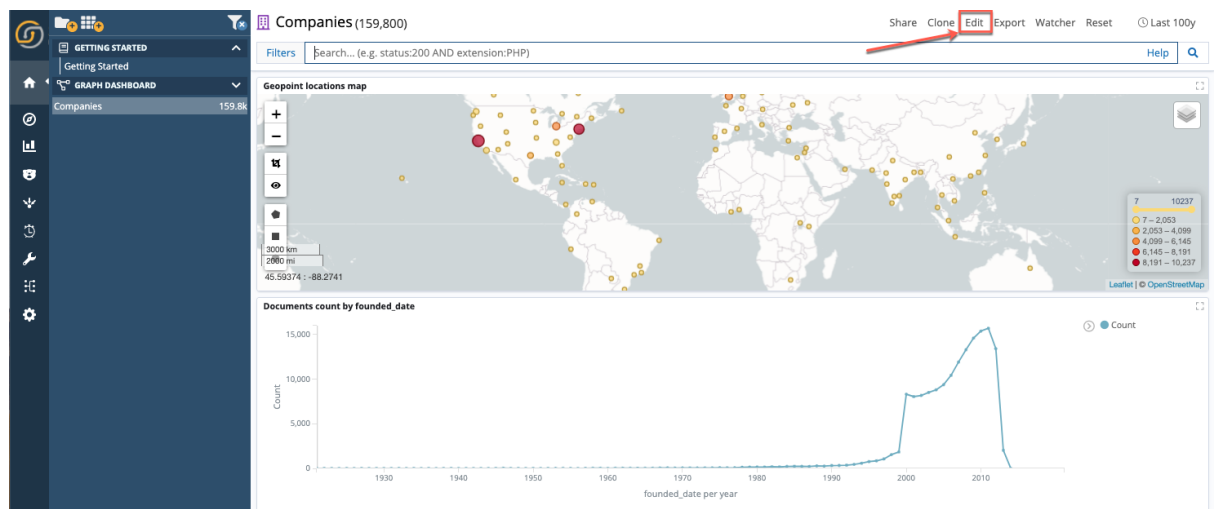 Companies (159,800)
Share Clone Edit Export Watcher Reset Last 100y
GETTING STARTED
Getting Started
GRAPH DASHBOARD
Companies 159.8k
Filters Search... (e.g. status:200 AND extension:PHP) Help
Geopoint locations map
+
−
3000 km
2000 mi
45.59374 : -88.2741
7 10237
7 – 2,053
2,053 – 4,099
4,099 – 6,145
6,145 – 8,191
8,191 – 10,237
Leaflet | © OpenStreetMap
Documents count by founded_date
Count
15,000
10,000
5,000
0
Count
1930 1940 1950 1960 1970 1980 1990 2000 2010
founded_date per year